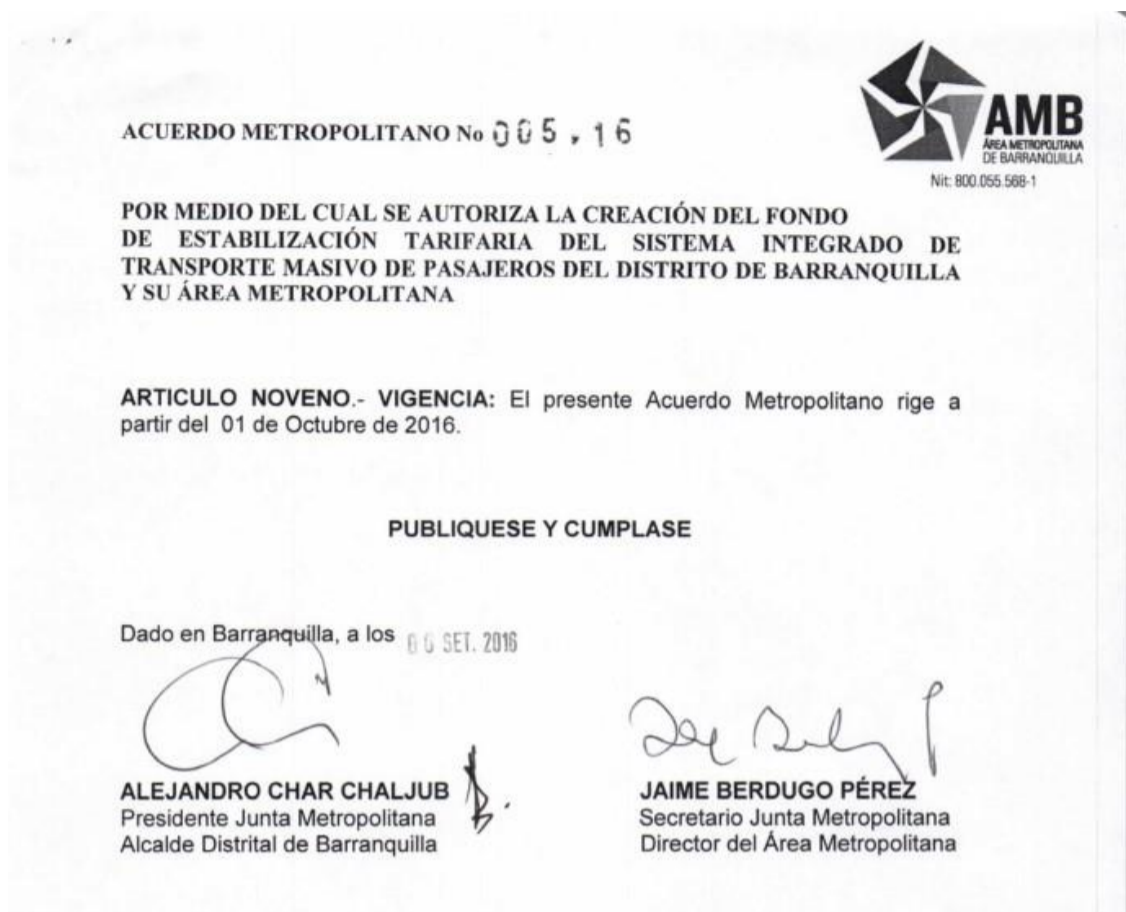 ACUERDO METROPOLITANO No 005.16
AMB
ÁREA METROPOLITANA
DE BARRANQUILLA
Nit: 800.055.568-1
POR MEDIO DEL CUAL SE AUTORIZA LA CREACIÓN DEL FONDO
DE ESTABILIZACIÓN TARIFARIA DEL SISTEMA INTEGRADO DE
TRANSPORTE MASIVO DE PASAJEROS DEL DISTRITO DE BARRANQUILLA
Y SU ÁREA METROPOLITANA
ARTICULO NOVENO.- VIGENCIA: El presente Acuerdo Metropolitano rige a
partir del 01 de Octubre de 2016.
PUBLIQUESE Y CUMPLASE
Dado en Barranquilla, a los SET. 2016
ALEJANDRO CHAR CHALJUB
Presidente Junta Metropolitana
Alcalde Distrital de Barranquilla
JAIME BERDUGO PÉREZ
Secretario Junta Metropolitana
Director del Área Metropolitana